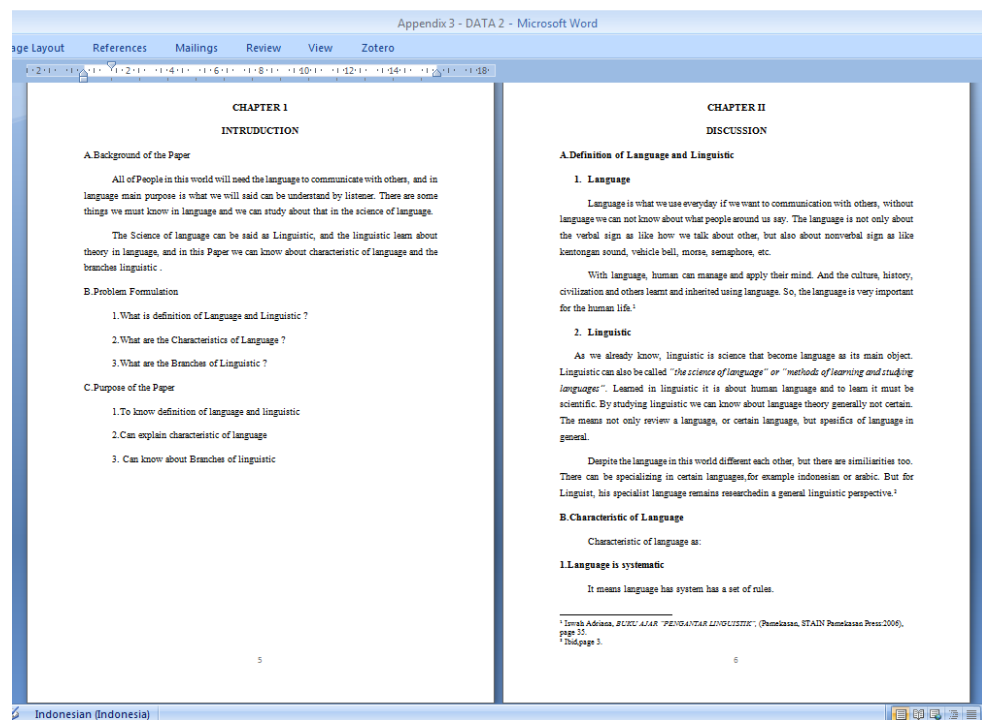 Appendix 3 - DATA 2 - Microsoft Word
age Layout References Mailings Review View Zotero
2 2 4 6 8 10 12 14 18
CHAPTER 1
INTRUDUCTION
A.Background of the Paper
All of People in this world will need the language to communicate with others, and in
language main purpose is what we will said can be understand by listener. There are some
things we must know in language and we can study about that in the science of language.
The Science of language can be said as Linguistic, and the linguistic learn about
theory in language, and in this Paper we can know about characteristic of language and the
branches linguistic .
B.Problem Formulation
1.What is definition of Language and Linguistic ?
2.What are the Characteristics of Language ?
3.What are the Branches of Linguistic ?
C.Purpose of the Paper
1.To know definition of language and linguistic
2.Can explain characteristic of language
3. Can know about Branches of linguistic
5
CHAPTER II
DISCUSSION
A.Definition of Language and Linguistic
1. Language
Language is what we use everyday if we want to communication with others, without
language we can not know about what people around us say. The language is not only about
the verbal sign as like how we talk about other, but also about nonverbal sign as like
kentongan sound, vehicle bell, morse, semaphore, etc.
With language, human can manage and apply their mind. And the culture, history,
civilization and others learnt and inherited using language. So, the language is very important
for the human life.¹
2. Linguistic
As we already know, linguistic is science that become language as its main object.
Linguistic can also be called "the science of language" or "methods of learning and studying
languages". Learned in linguistic it is about human language and to learn it must be
scientific. By studying linguistic we can know about language theory generally not certain.
The means not only review a language, or certain language, but spesifics of language in
general.
Despite the language in this world different each other, but there are similiarities too.
There can be specializing in certain languages,for example indonesian or arabic. But for
Linguist, his specialist language remains researchedin a general linguistic perspective.²
B.Characteristic of Language
Characteristic of language as:
1.Language is systematic
It means language has system has a set of rules.
¹ Iswah Adriana, BUKU AJAR "PENGANTAR LINGUISTIK", (Pamekasan, STAIN Pamekasan Press:2006),
page 35.
² Ibid,page 3.
6
Indonesian (Indonesia)